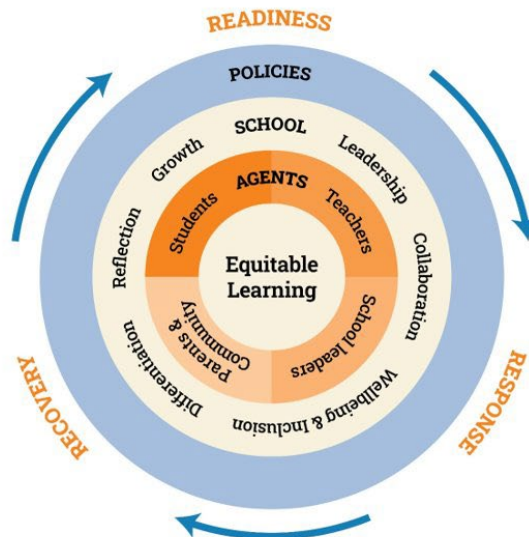 READINESS
POLICIES
SCHOOL
Growth
Leadership
Reflection
Collaboration
Differentiation
Wellbeing & Inclusion
AGENTS
Students
Teachers
Parents &
Community
School leaders
Equitable
Learning
RECOVERY
RESPONSE